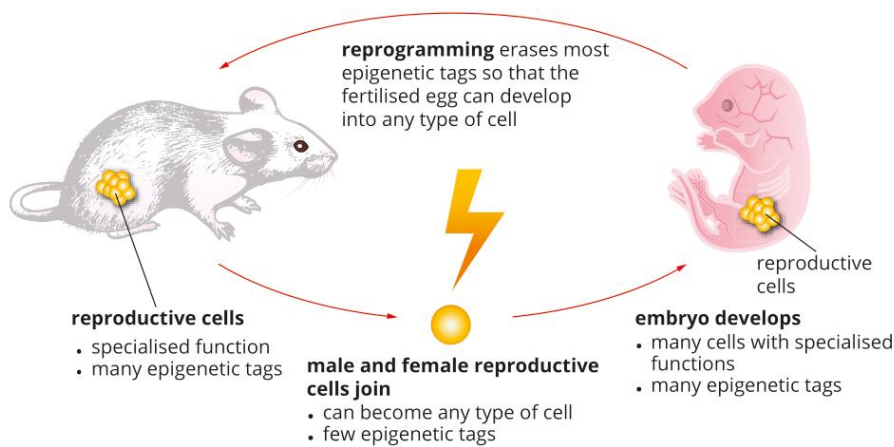 reprogramming erases most
epigenetic tags so that the
fertilised egg can develop
into any type of cell
reproductive cells
• specialised function
• many epigenetic tags
male and female reproductive
cells join
• can become any type of cell
• few epigenetic tags
reproductive
cells
embryo develops
• many cells with specialised
functions
• many epigenetic tags